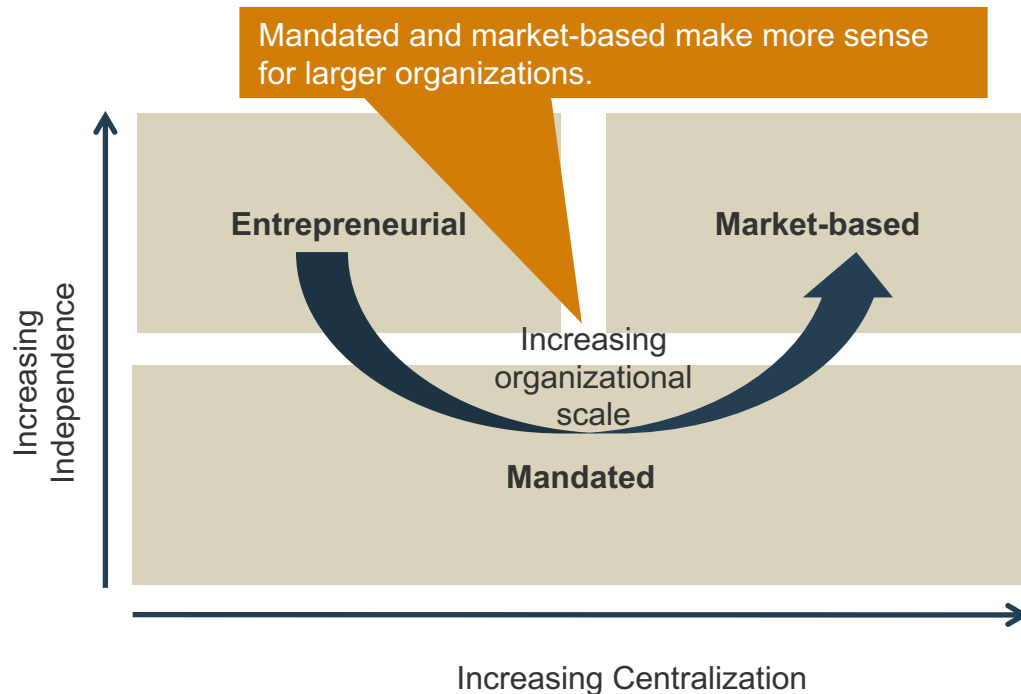 Mandated and market-based make more sense
for larger organizations.
Entrepreneurial
Market-based
Increasing
organizational
scale
Mandated
Increasing
Independence
Increasing Centralization